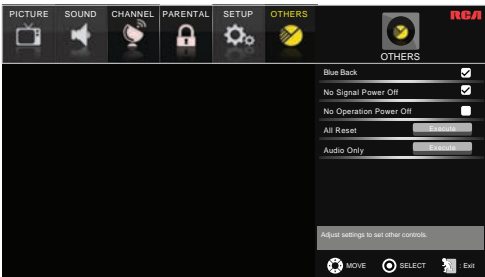 PICTURE SOUND CHANNEL PARENTAL SETUP OTHERS
RCA
OTHERS
Blue Back
No Signal Power Off
No Operation Power Off
All Reset Execute
Audio Only Execute
Adjust settings to set other controls.
MOVE SELECT : Exit